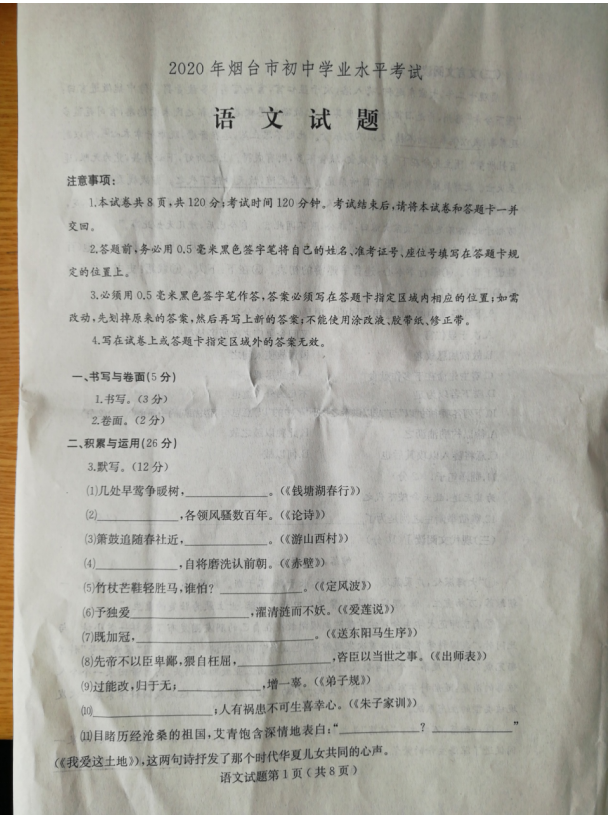 2020年烟台市初中学业水平考试
语 文 试 题
注意事项:
1.本试卷共8页,共120分;考试时间120分钟。考试结束后,请将本试卷和答题卡一并
交回。
2.答题前,务必用0.5毫米黑色签字笔将自己的姓名、准考证号、座位号填写在答题卡规
定的位置上。
3.必须用0.5毫米黑色签字笔作答,答案必须写在答题卡指定区域内相应的位置;如需
改动,先划掉原来的答案,然后再写上新的答案;不能使用涂改液、胶带纸、修正带。
4.写在试卷上或答题卡指定区域外的答案无效。
一、书写与卷面(5分)
1.书写。(3分)
2.卷面。(2分)
二、积累与运用(26分)
3.默写。(12分)
⑴几处早莺争暖树,__________。(《钱塘湖春行》)
⑵__________,各领风骚数百年。(《论诗》)
⑶箫鼓追随春社近,__________。(《游山西村》)
⑷__________,自将磨洗认前朝。(《赤壁》)
⑸竹杖芒鞋轻胜马,谁怕?__________。(《定风波》)
⑹予独爱__________,濯清涟而不妖。(《爱莲说》)
⑺既加冠,__________。(《送东阳马生序》)
⑻先帝不以臣卑鄙,猥自枉屈,__________,咨臣以当世之事。(《出师表》)
⑼过能改,归于无;__________,增一辜。(《弟子规》)
⑽__________;人有祸患不可生喜幸心。(《朱子家训》)
⑾目睹历经沧桑的祖国,艾青饱含深情地表白:“__________?__________”
(《我爱这土地》),这两句诗抒发了那个时代华夏儿女共同的心声。
语文试题第1页(共8页)